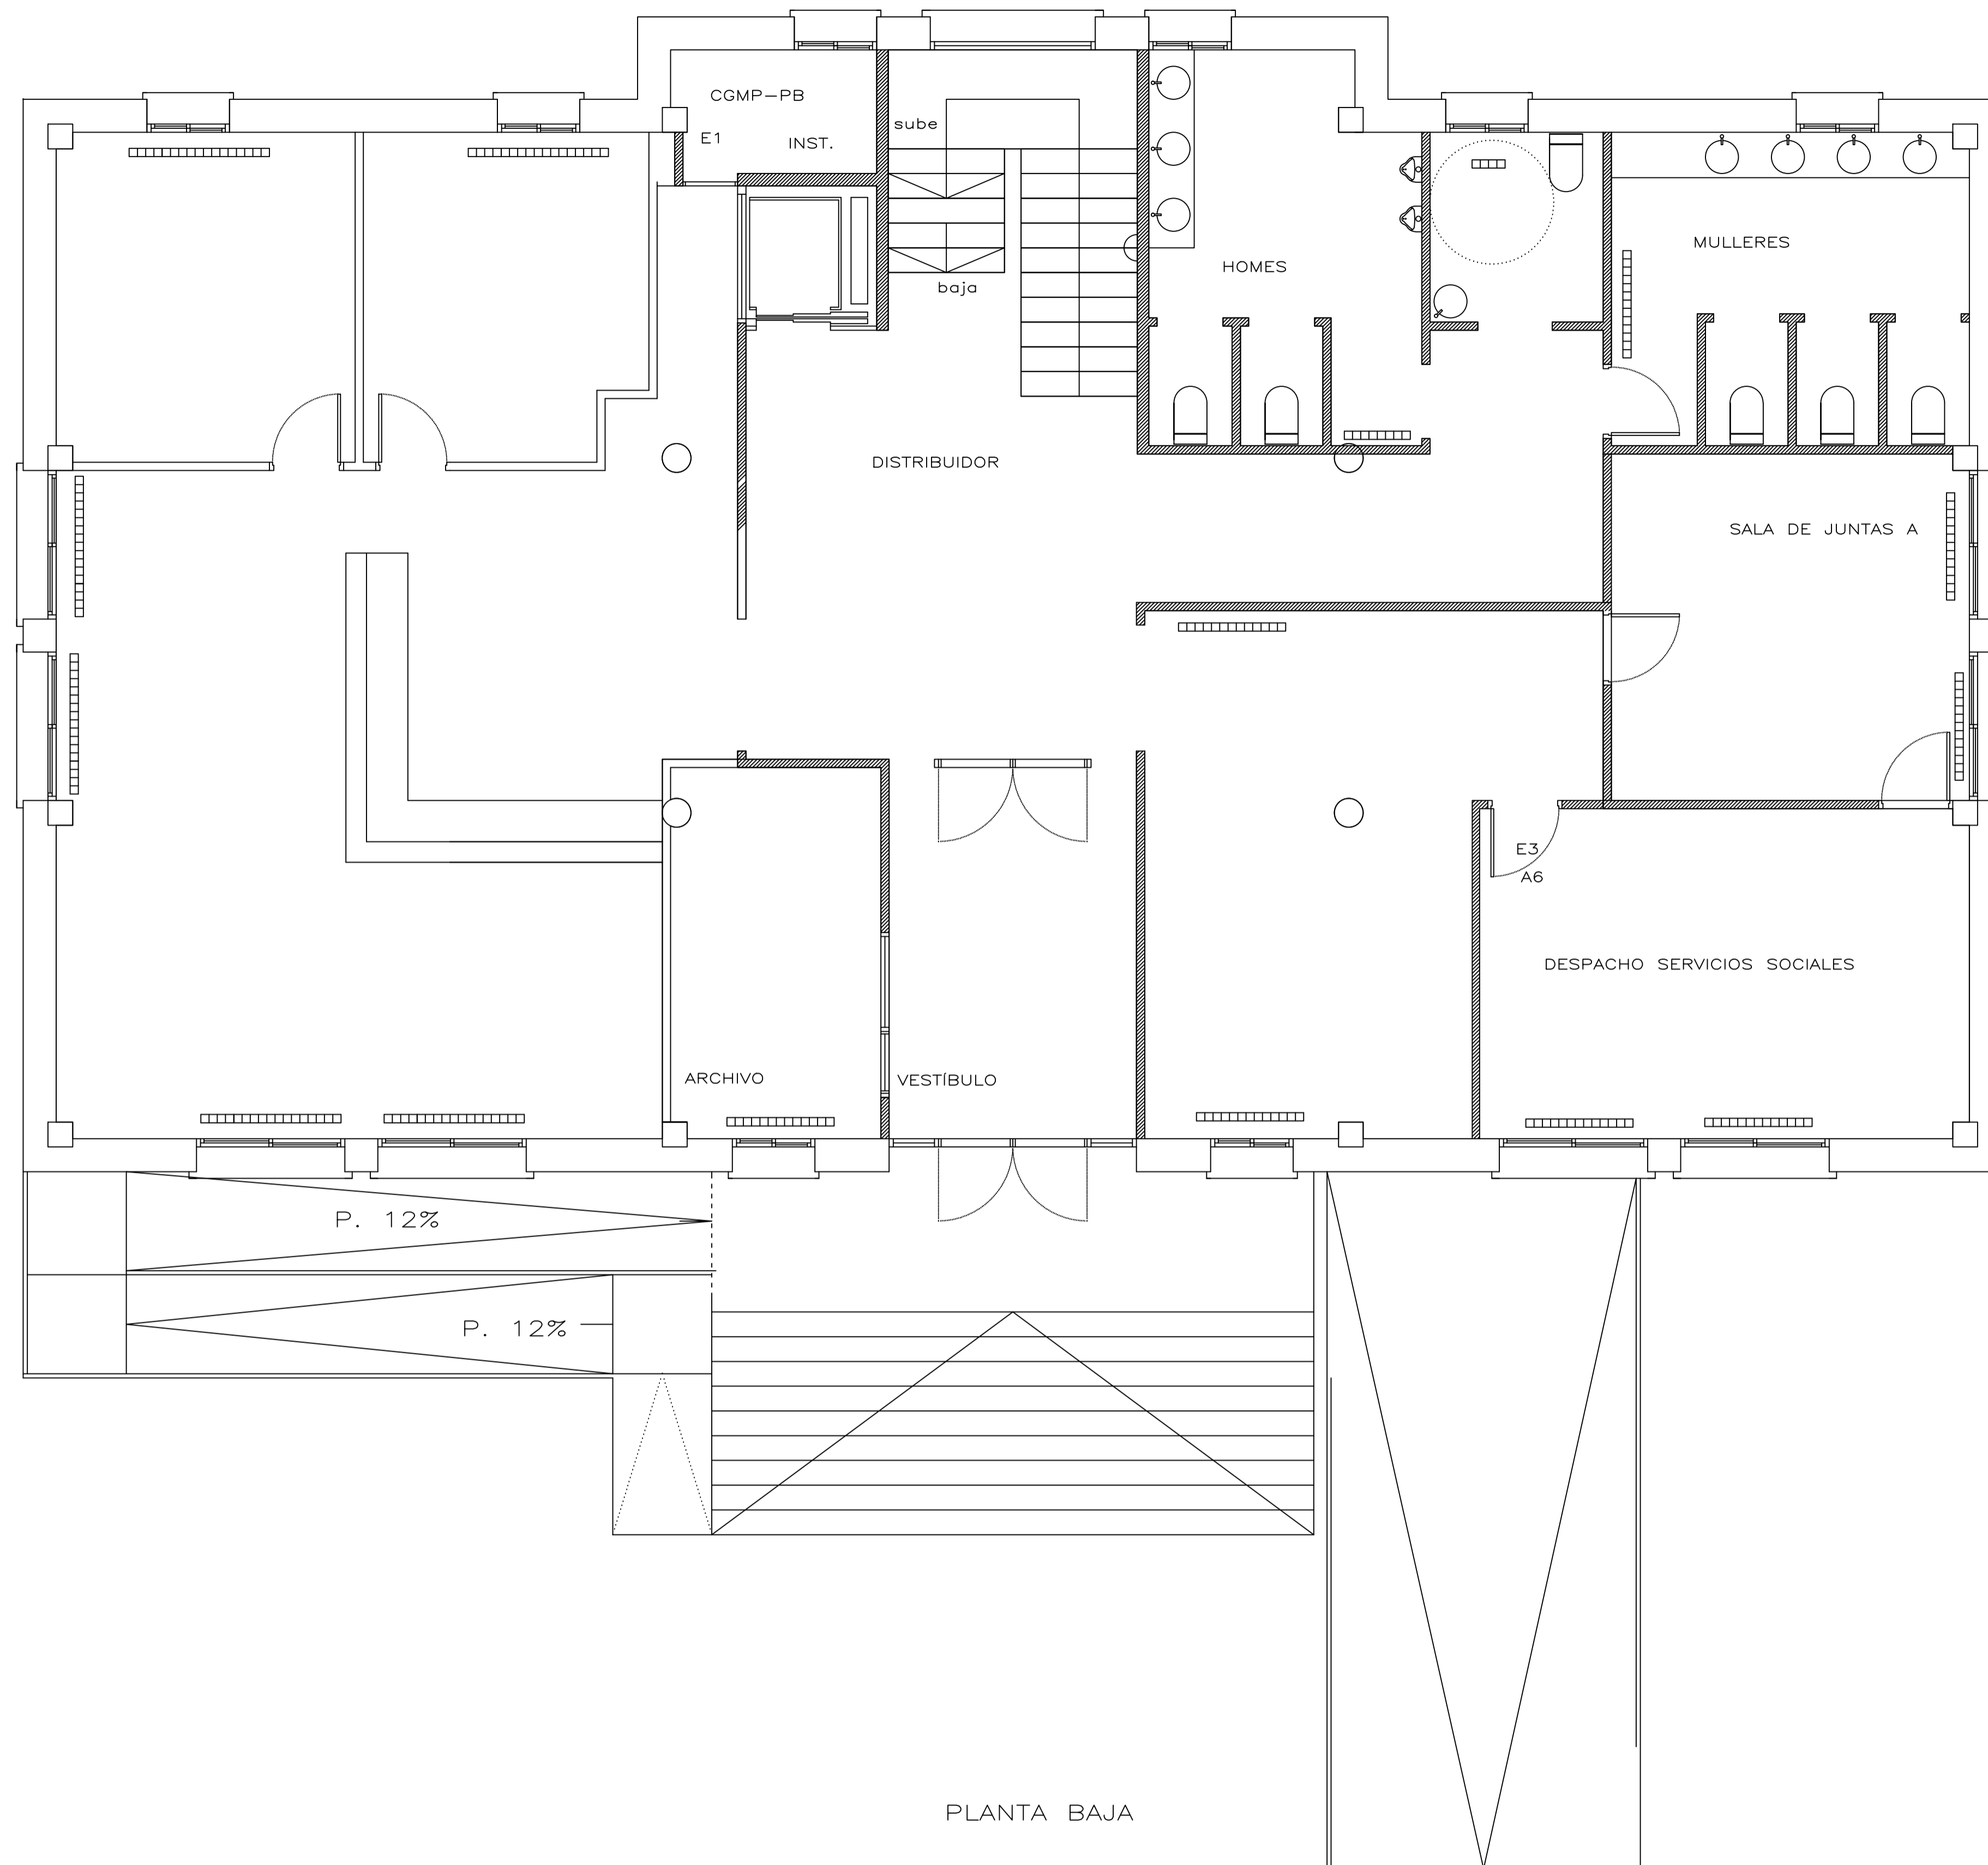 CGMP-PB
E1
INST.
sube
baja
HOMES
MULLERES
DISTRIBUIDOR
SALA DE JUNTAS A
E3
A6
DESPACHO SERVICIOS SOCIALES
ARCHIVO
VESTÍBULO
P. 12%
P. 12%
PLANTA BAJA